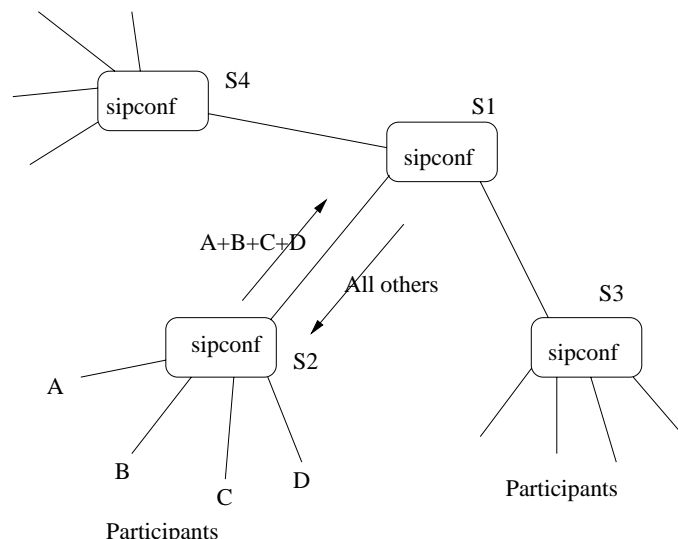 S4
sipconf
S1
sipconf
A+B+C+D
All others
S3
sipconf
S2
sipconf
A
B
C
D
Participants
Participants